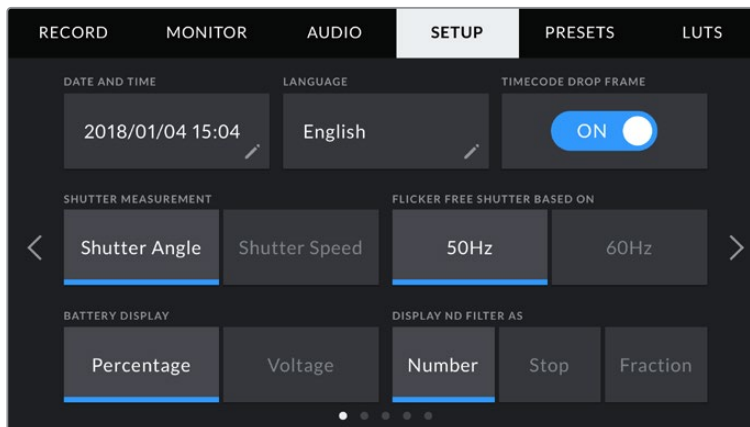 RECORD MONITOR AUDIO SETUP PRESETS LUTS
DATE AND TIME LANGUAGE TIMECODE DROP FRAME
2018/01/04 15:04 English ON
SHUTTER MEASUREMENT FLICKER FREE SHUTTER BASED ON
Shutter Angle Shutter Speed 50Hz 60Hz
BATTERY DISPLAY DISPLAY ND FILTER AS
Percentage Voltage Number Stop Fraction